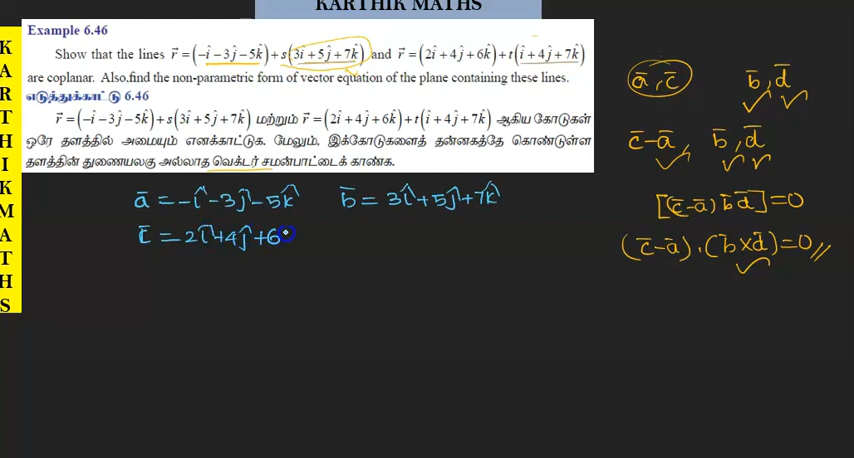 KARTHIK MATHS
KARTHIK MATHS
Example 6.46
Show that the lines r⃗ = (−î − 3ĵ − 5k̂) + s(3î + 5ĵ + 7k̂) and r⃗ = (2î + 4ĵ + 6k̂) + t(î + 4ĵ + 7k̂)
are coplanar. Also,find the non-parametric form of vector equation of the plane containing these lines.
எடுத்துக்காட்டு 6.46
r⃗ = (−î − 3ĵ − 5k̂) + s(3î + 5ĵ + 7k̂) மற்றும் r⃗ = (2î + 4ĵ + 6k̂) + t(î + 4ĵ + 7k̂) ஆகிய கோடுகள்
ஒரே தளத்தில் அமையும் எனக்காட்டுக. மேலும், இக்கோடுகளைத் தன்னகத்தே கொண்டுள்ள
தளத்தின் துணையலகு அல்லாத வெக்டர் சமன்பாட்டைக் காண்க.
a̅ = −î − 3ĵ − 5k̂ b̅ = 3î + 5ĵ + 7k̂
c̅ = 2î + 4ĵ + 6
a̅, c̅ b̅, d̅
c̅ − a̅, b̅, d̅
[(c̅ − a̅) b̅ d̅] = 0
(c̅ − a̅) · (b̅ × d̅) = 0 //